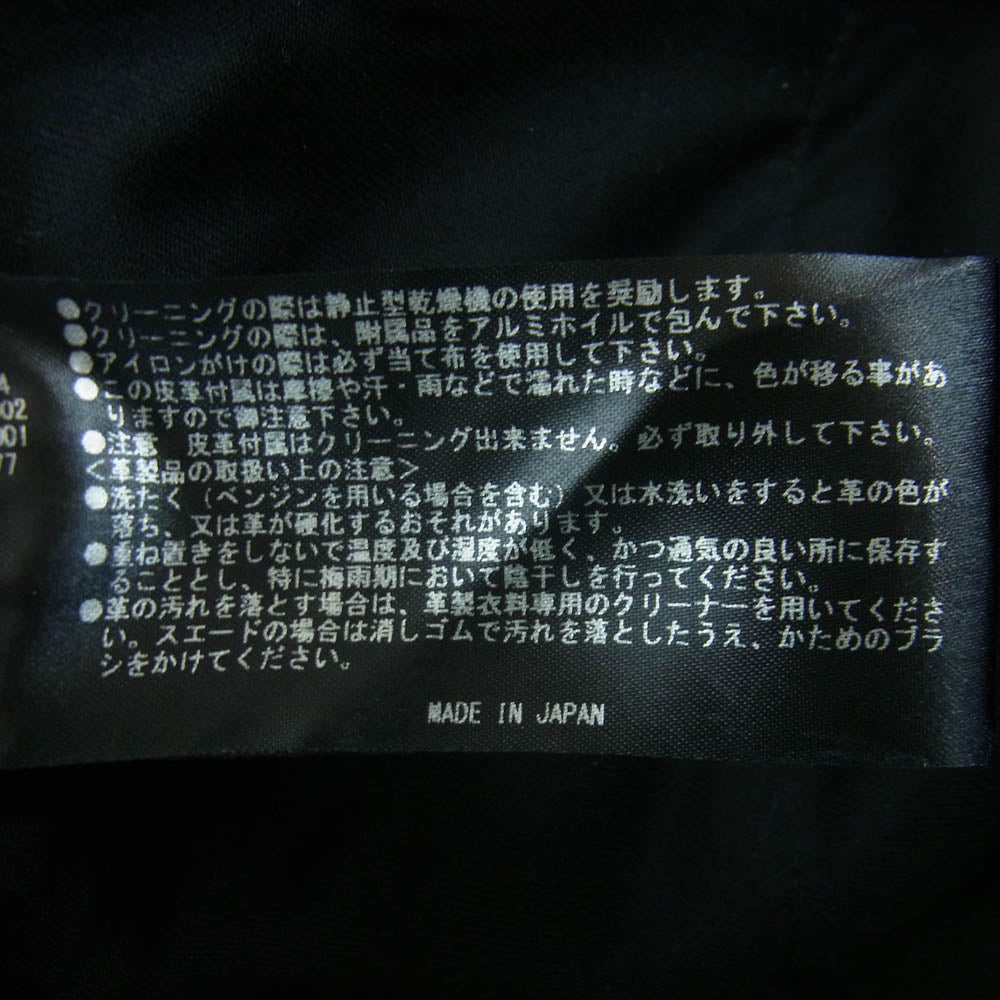 ●クリーニングの際は静止型乾燥機の使用を奨励します。
●クリーニングの際は、附属品をアルミホイルで包んで下さい。
●アイロンがけの際は必ず当て布を使用して下さい。
●この皮革付属は摩擦や汗・雨などで濡れた時などに、色が移る事があ
りますので御注意下さい。
●注意 皮革付属はクリーニング出来ません。必ず取り外して下さい。
<革製品の取扱い上の注意>
●洗たく（ベンジンを用いる場合を含む）又は水洗いをすると革の色が
落ち、又は革が硬化するおそれがあります。
●重ね置きをしないで温度及び湿度が低く、かつ通気の良い所に保存す
ることとし、特に梅雨期において陰干しを行ってください。
●革の汚れを落とす場合は、革製衣料専用のクリーナーを用いてくださ
い。スエードの場合は消しゴムで汚れを落としたうえ、かためのブラ
シをかけてください。
MADE IN JAPAN